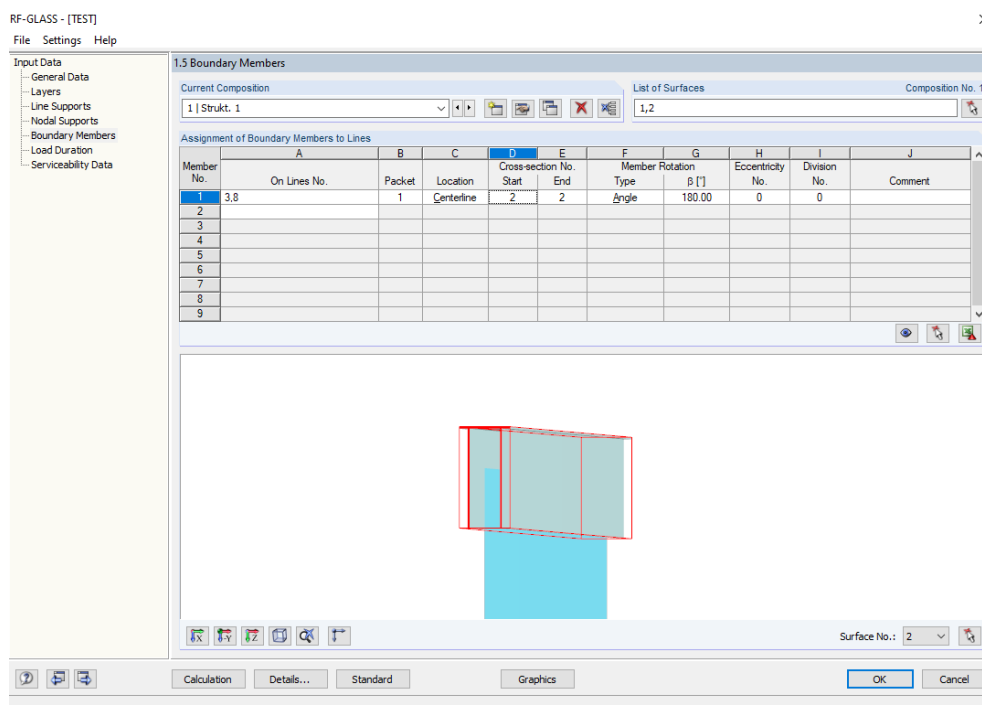 RF-GLASS - [TEST]
File Settings Help
Input Data
General Data
Layers
Line Supports
Nodal Supports
Boundary Members
Load Duration
Serviceability Data
1.5 Boundary Members
Current Composition
1 | Strukt. 1
List of Surfaces
Composition No. 1
1,2
Assignment of Boundary Members to Lines
A B C D E F G H I J
Member Cross-section No. Member Rotation Eccentricity Division
No. On Lines No. Packet Location Start End Type β [°] No. No. Comment
1 3,8 1 Centerline 2 2 Angle 180.00 0 0
2
3
4
5
6
7
8
9
X -Y Z
Surface No.: 2
Calculation Details... Standard Graphics OK Cancel